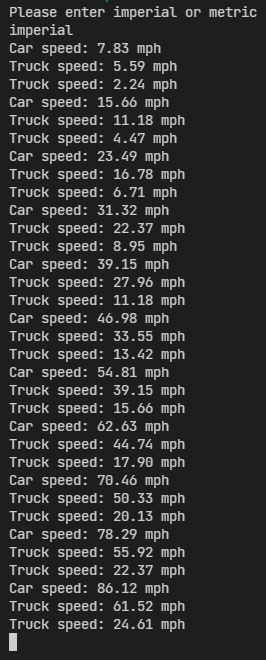 Please enter imperial or metric
imperial
Car speed: 7.83 mph
Truck speed: 5.59 mph
Truck speed: 2.24 mph
Car speed: 15.66 mph
Truck speed: 11.18 mph
Truck speed: 4.47 mph
Car speed: 23.49 mph
Truck speed: 16.78 mph
Truck speed: 6.71 mph
Car speed: 31.32 mph
Truck speed: 22.37 mph
Truck speed: 8.95 mph
Car speed: 39.15 mph
Truck speed: 27.96 mph
Truck speed: 11.18 mph
Car speed: 46.98 mph
Truck speed: 33.55 mph
Truck speed: 13.42 mph
Car speed: 54.81 mph
Truck speed: 39.15 mph
Truck speed: 15.66 mph
Car speed: 62.63 mph
Truck speed: 44.74 mph
Truck speed: 17.90 mph
Car speed: 70.46 mph
Truck speed: 50.33 mph
Truck speed: 20.13 mph
Car speed: 78.29 mph
Truck speed: 55.92 mph
Truck speed: 22.37 mph
Car speed: 86.12 mph
Truck speed: 61.52 mph
Truck speed: 24.61 mph